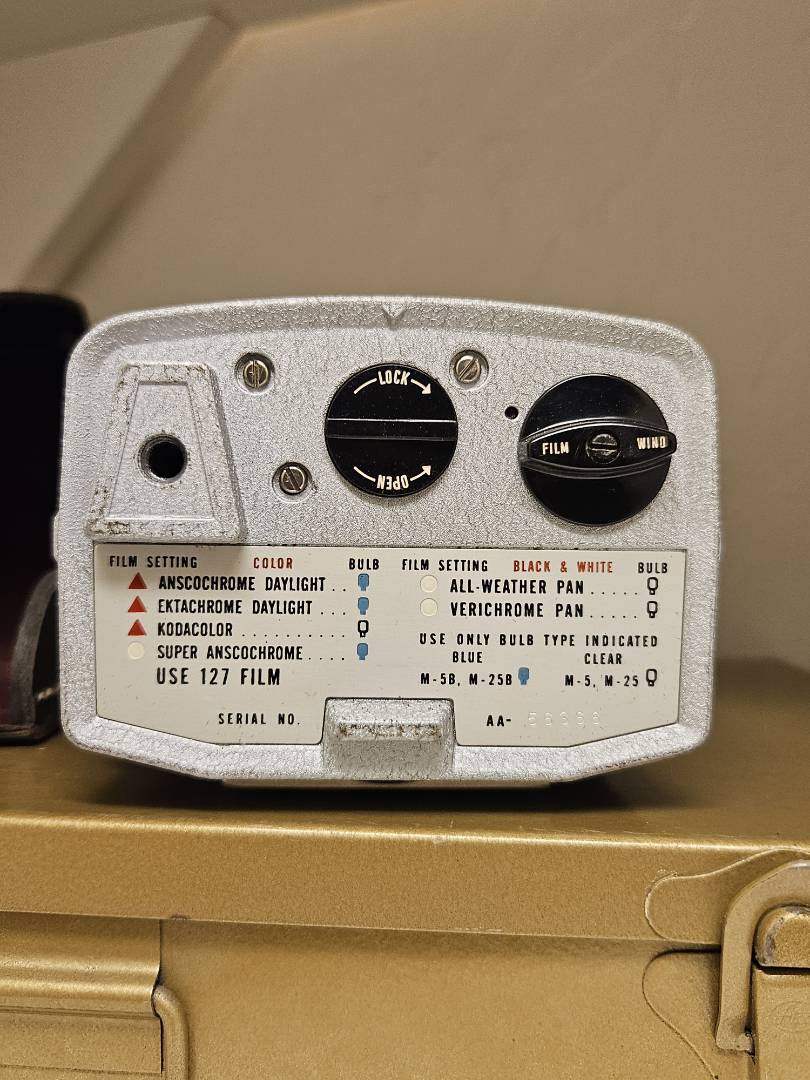 LOCK
OPEN
FILM WIND
FILM SETTING COLOR BULB
ANSCOCHROME DAYLIGHT..
EKTACHROME DAYLIGHT...
KODACOLOR...........
SUPER ANSCOCHROME....
USE 127 FILM
FILM SETTING BLACK & WHITE BULB
ALL-WEATHER PAN.....
VERICHROME PAN.....
USE ONLY BULB TYPE INDICATED
BLUE CLEAR
M-5B, M-25B M-5, M-25
SERIAL NO. AA-